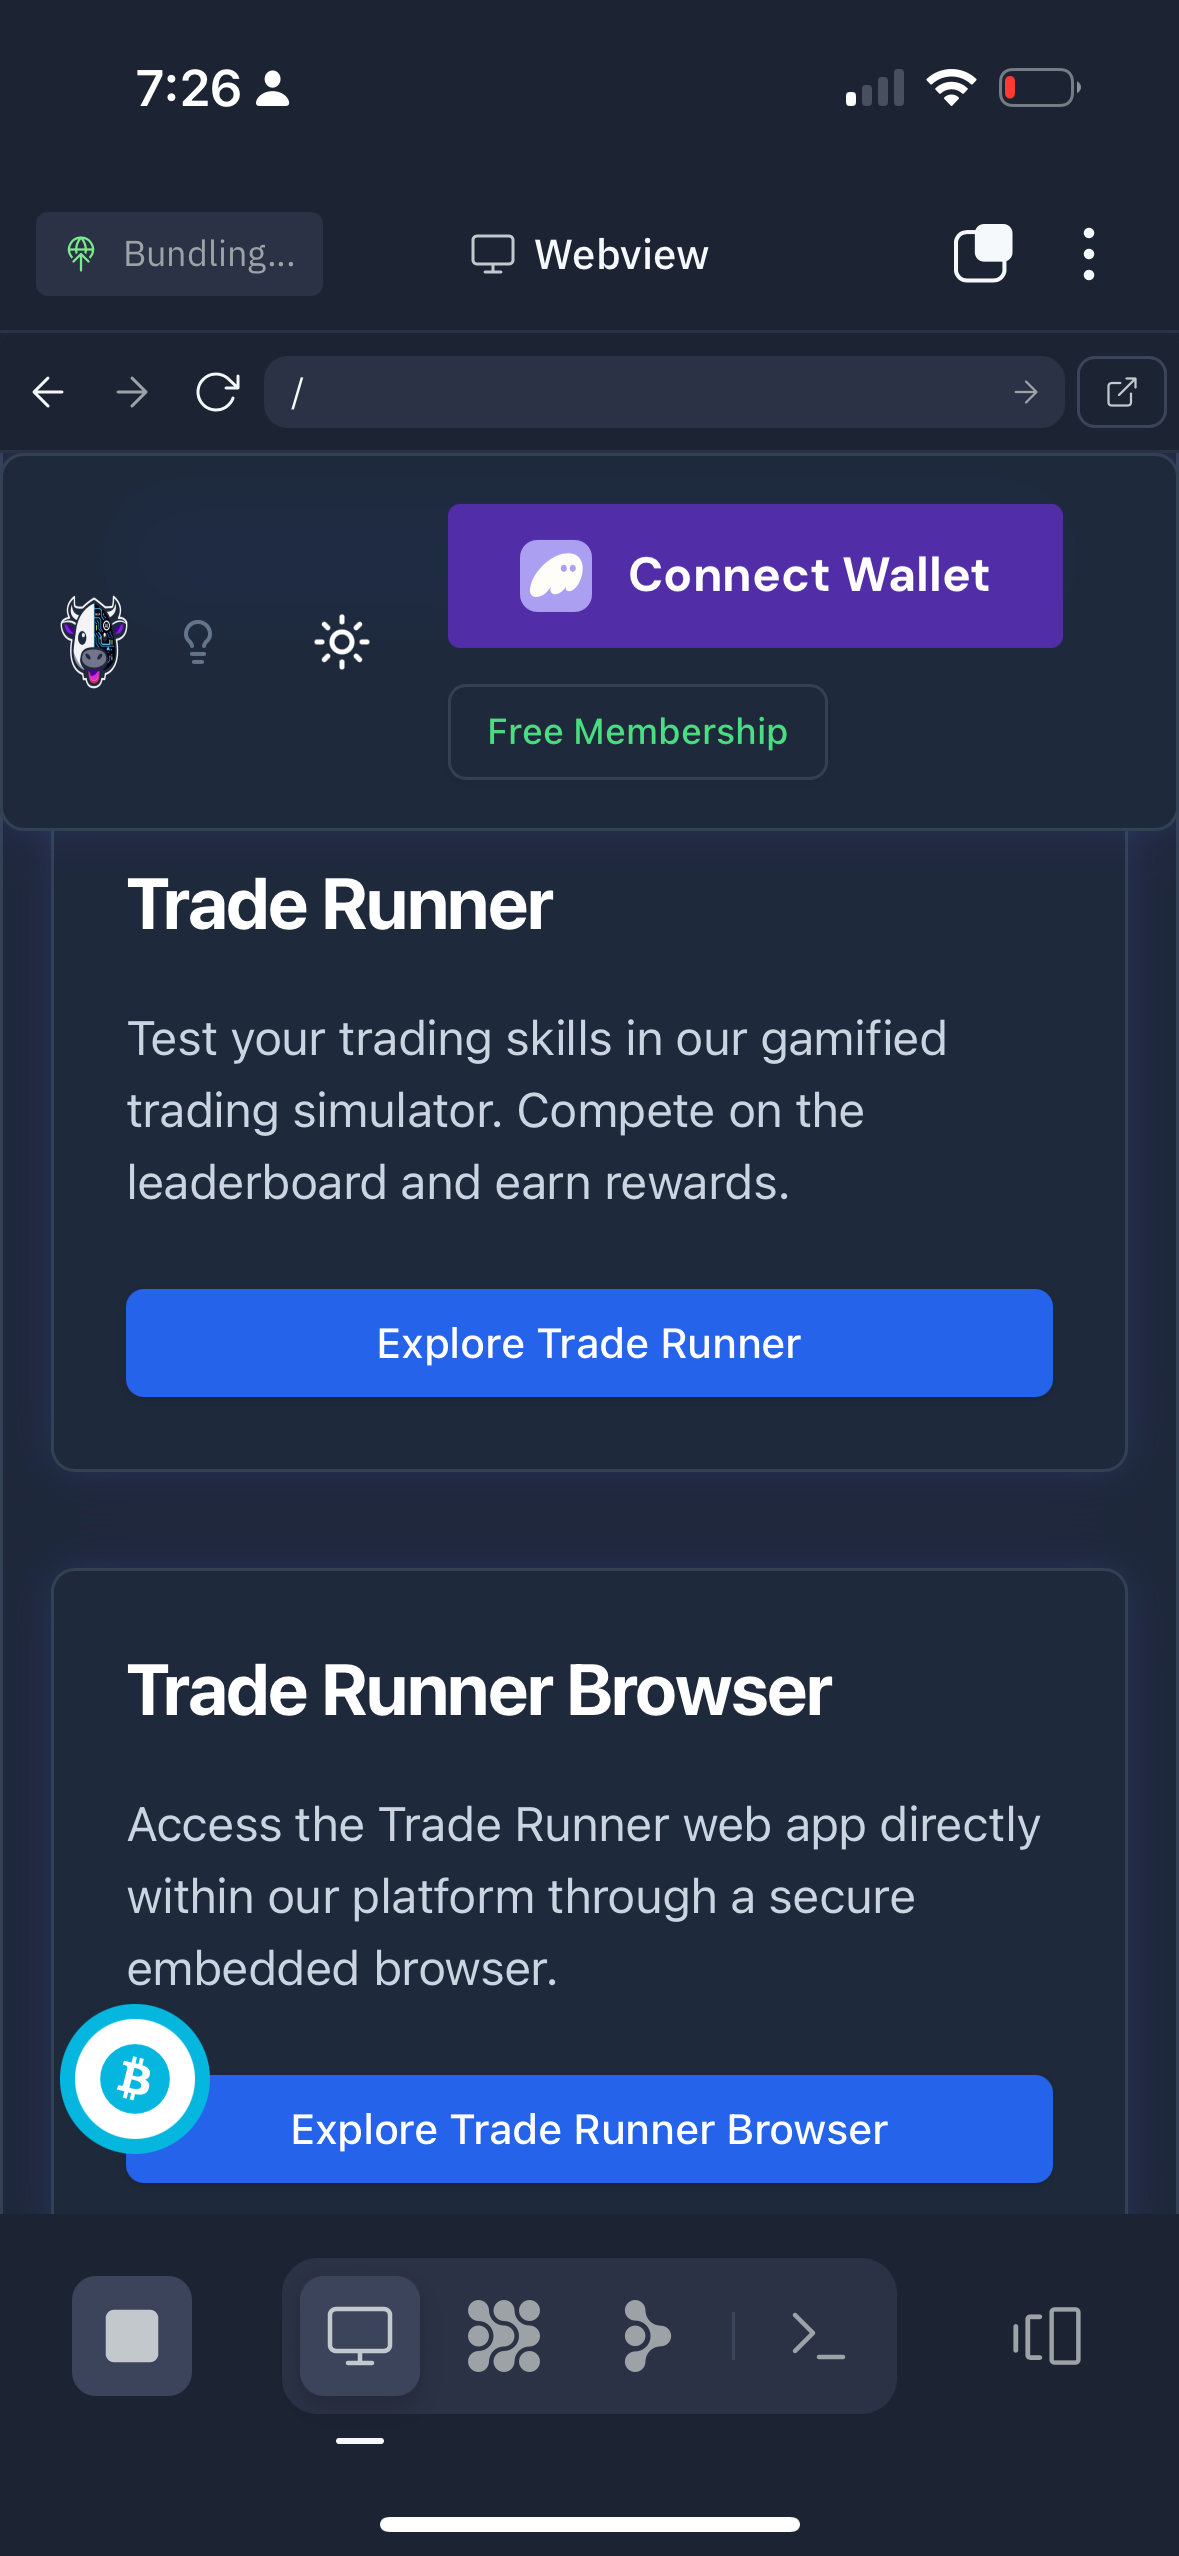 7:26
Bundling...
Webview
/
Connect Wallet
Free Membership
Trade Runner
Test your trading skills in our gamified
trading simulator. Compete on the
leaderboard and earn rewards.
Explore Trade Runner
Trade Runner Browser
Access the Trade Runner web app directly
within our platform through a secure
embedded browser.
Explore Trade Runner Browser